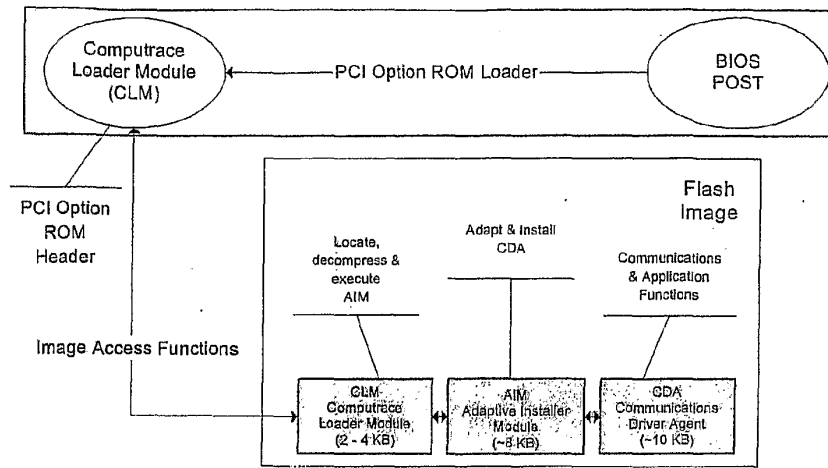 Computrace
Loader Module
(CLM)
PCI Option ROM Loader
BIOS
POST
PCI Option
ROM
Header
Flash
Image
Locate,
decompress &
execute
AIM
Adapt & Install
CDA
Communications
& Application
Functions
Image Access Functions
CLM
Computrace
Loader Module
(2 - 4 KB)
AIM
Adaptive Installer
Module
(~8 KB)
CDA
Communications
Driver Agent
(~10 KB)